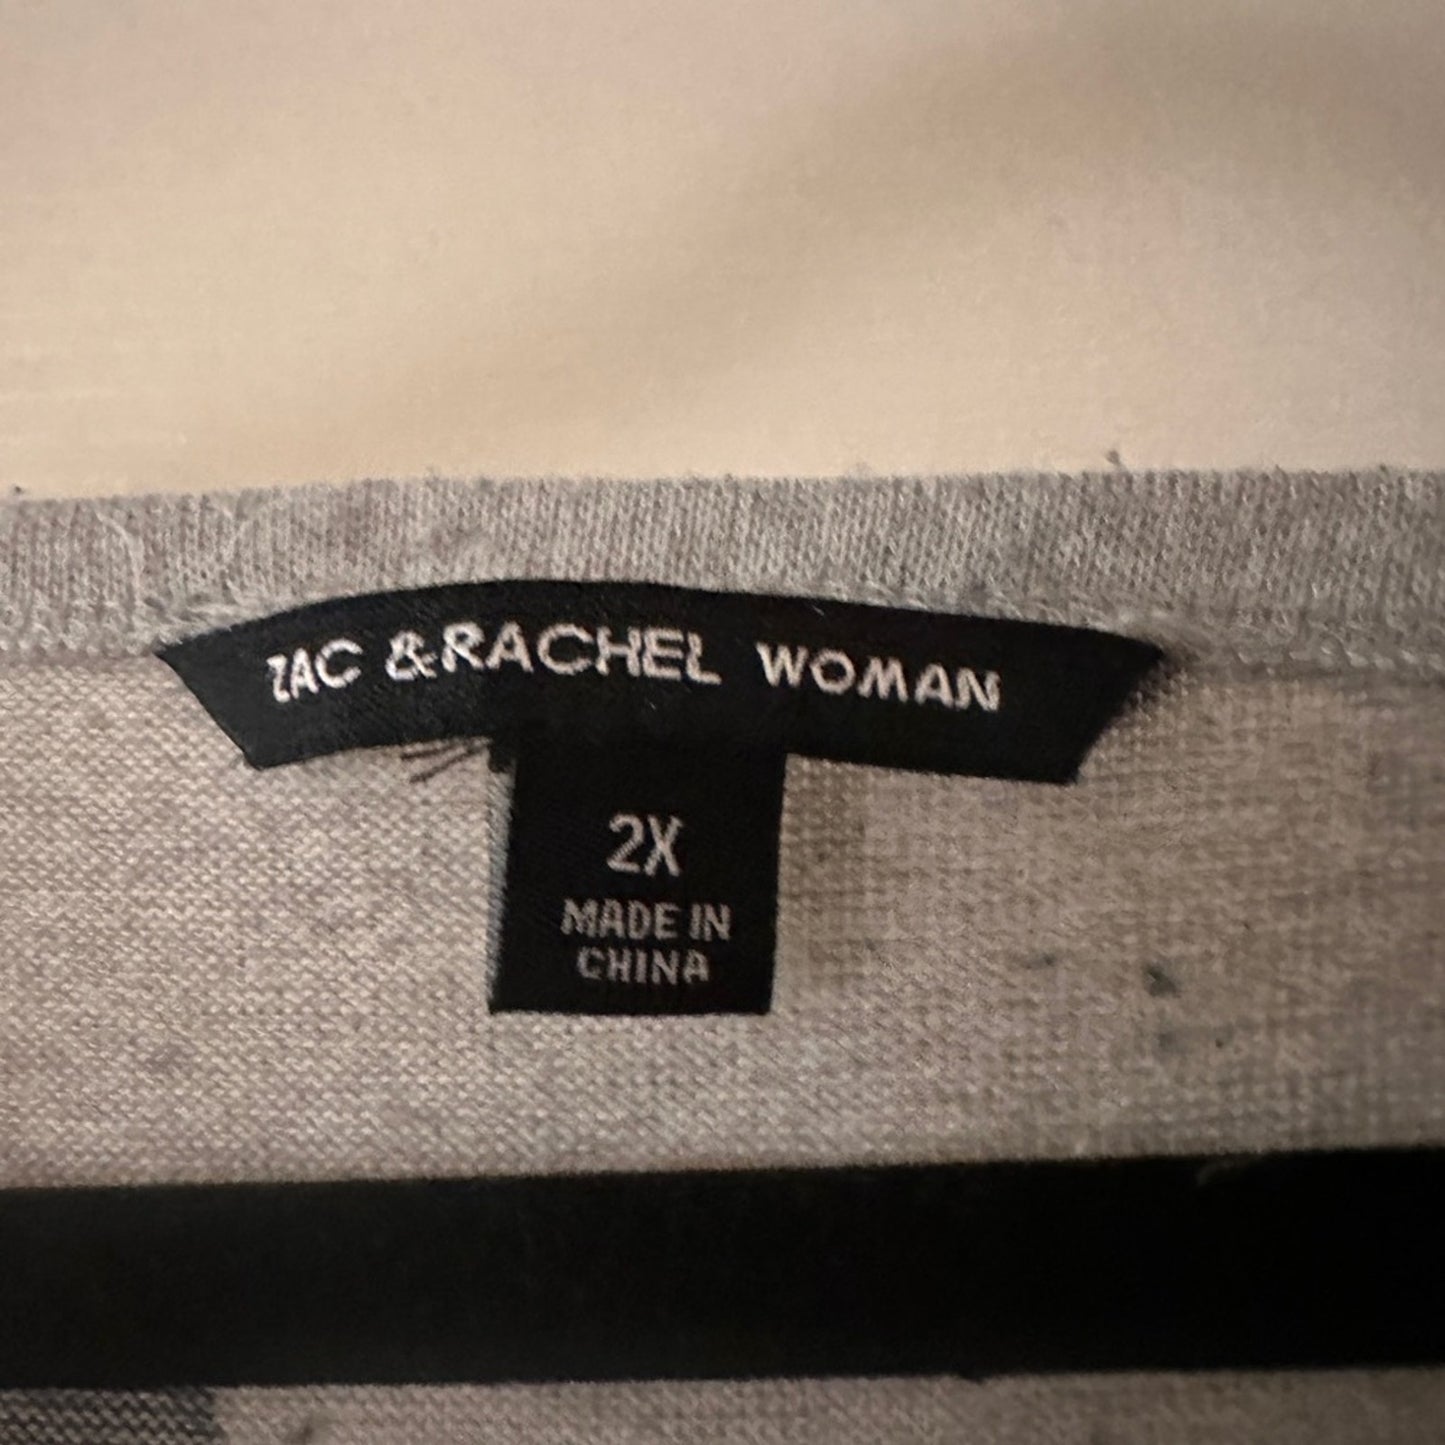 ZAC & RACHEL WOMAN
2X
MADE IN
CHINA